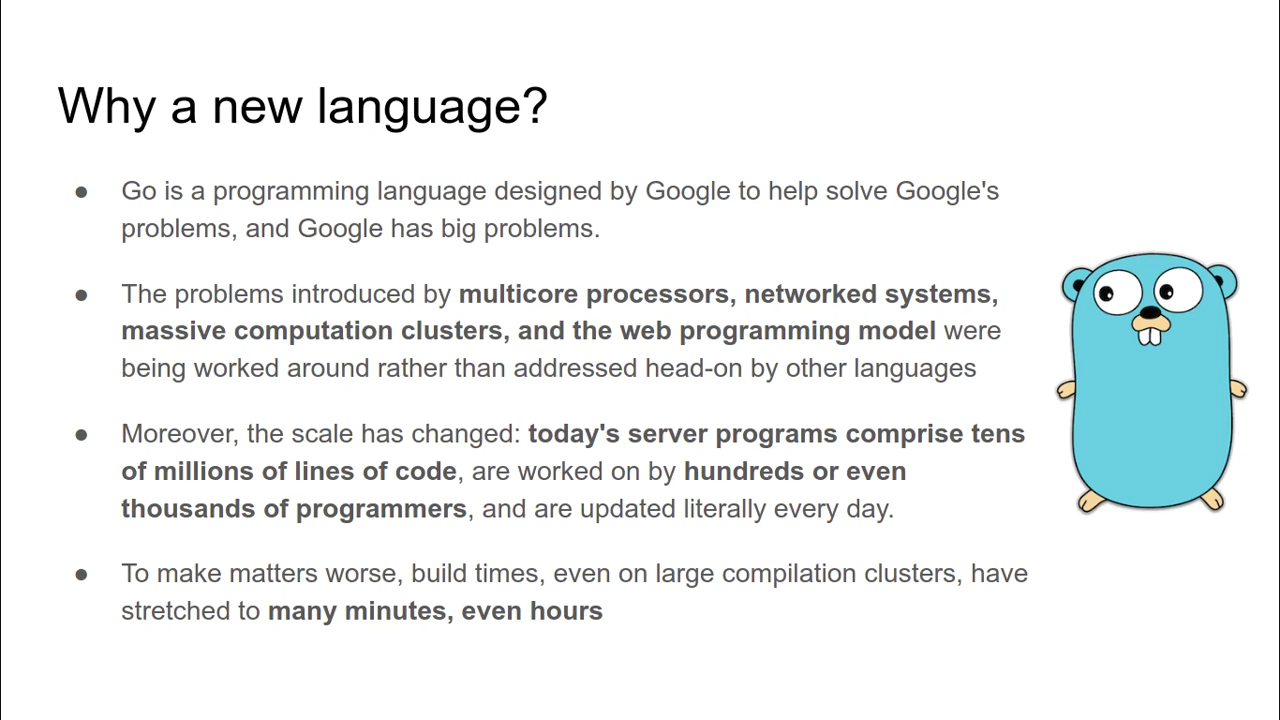 Why a new language?
● Go is a programming language designed by Google to help solve Google's
problems, and Google has big problems.
● The problems introduced by multicore processors, networked systems,
massive computation clusters, and the web programming model were
being worked around rather than addressed head-on by other languages
● Moreover, the scale has changed: today's server programs comprise tens
of millions of lines of code, are worked on by hundreds or even
thousands of programmers, and are updated literally every day.
● To make matters worse, build times, even on large compilation clusters, have
stretched to many minutes, even hours